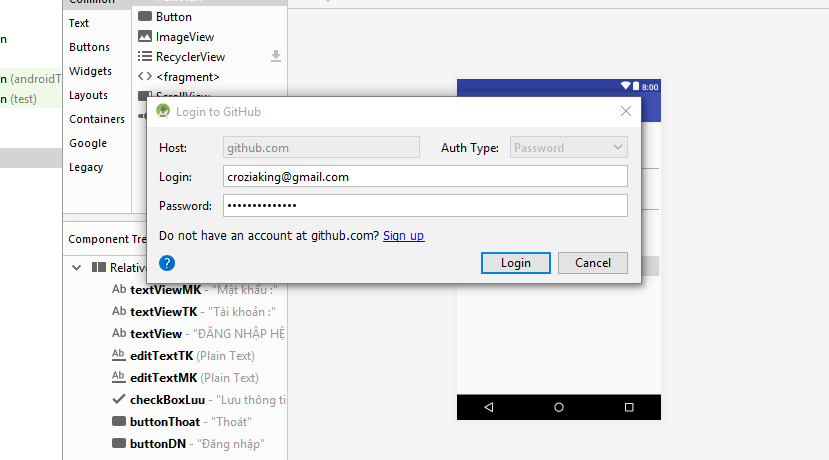 Common
Text
Buttons
Widgets
Layouts
Containers
Google
Legacy
Button
ImageView
RecyclerView
<fragment>
ScrollView
n
n (androidT
n (test)
8:00
Login to GitHub
Host: github.com Auth Type: Password
Login: croziaking@gmail.com
Password: ••••••••••••••
Do not have an account at github.com? Sign up
? Login Cancel
Component Tre
Relative
Ab textViewMK - "Mật khẩu :"
Ab textViewTK - "Tài khoản :"
Ab textView - "ĐĂNG NHẬP HỆ
Ab editTextTK (Plain Text)
Ab editTextMK (Plain Text)
checkBoxLuu - "Lưu thông ti
buttonThoat - "Thoát"
buttonDN - "Đăng nhập"